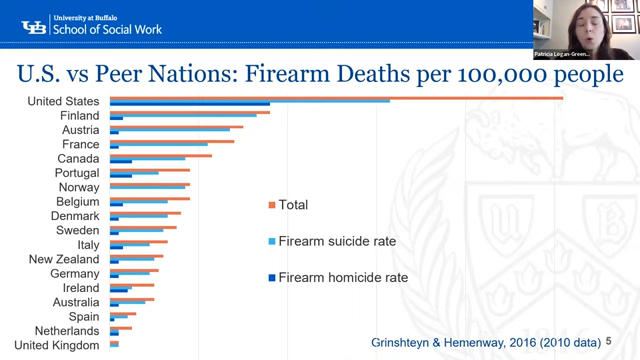 University at Buffalo
UB School of Social Work
Patricia Logan-Greene...
U.S. vs Peer Nations: Firearm Deaths per 100,000 people
United States
Finland
Austria
France
Canada
Portugal
Norway
Belgium
Denmark
Sweden
Italy
New Zealand
Germany
Ireland
Australia
Spain
Netherlands
United Kingdom
Total
Firearm suicide rate
Firearm homicide rate
Grinshteyn & Hemenway, 2016 (2010 data) 5